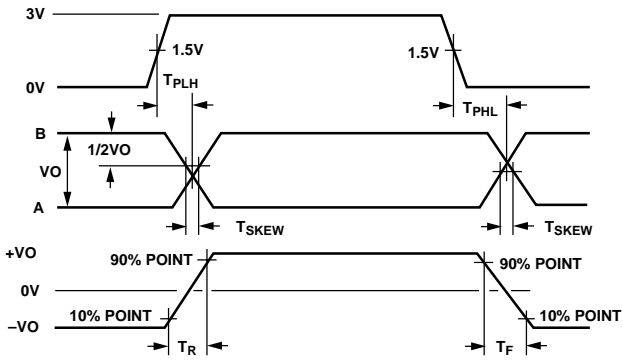 3V
1.5V
1.5V
0V
TPLH
TPHL
B
1/2VO
VO
A
TSKEW
TSKEW
+VO
90% POINT
90% POINT
0V
10% POINT
10% POINT
–VO
TR
TF